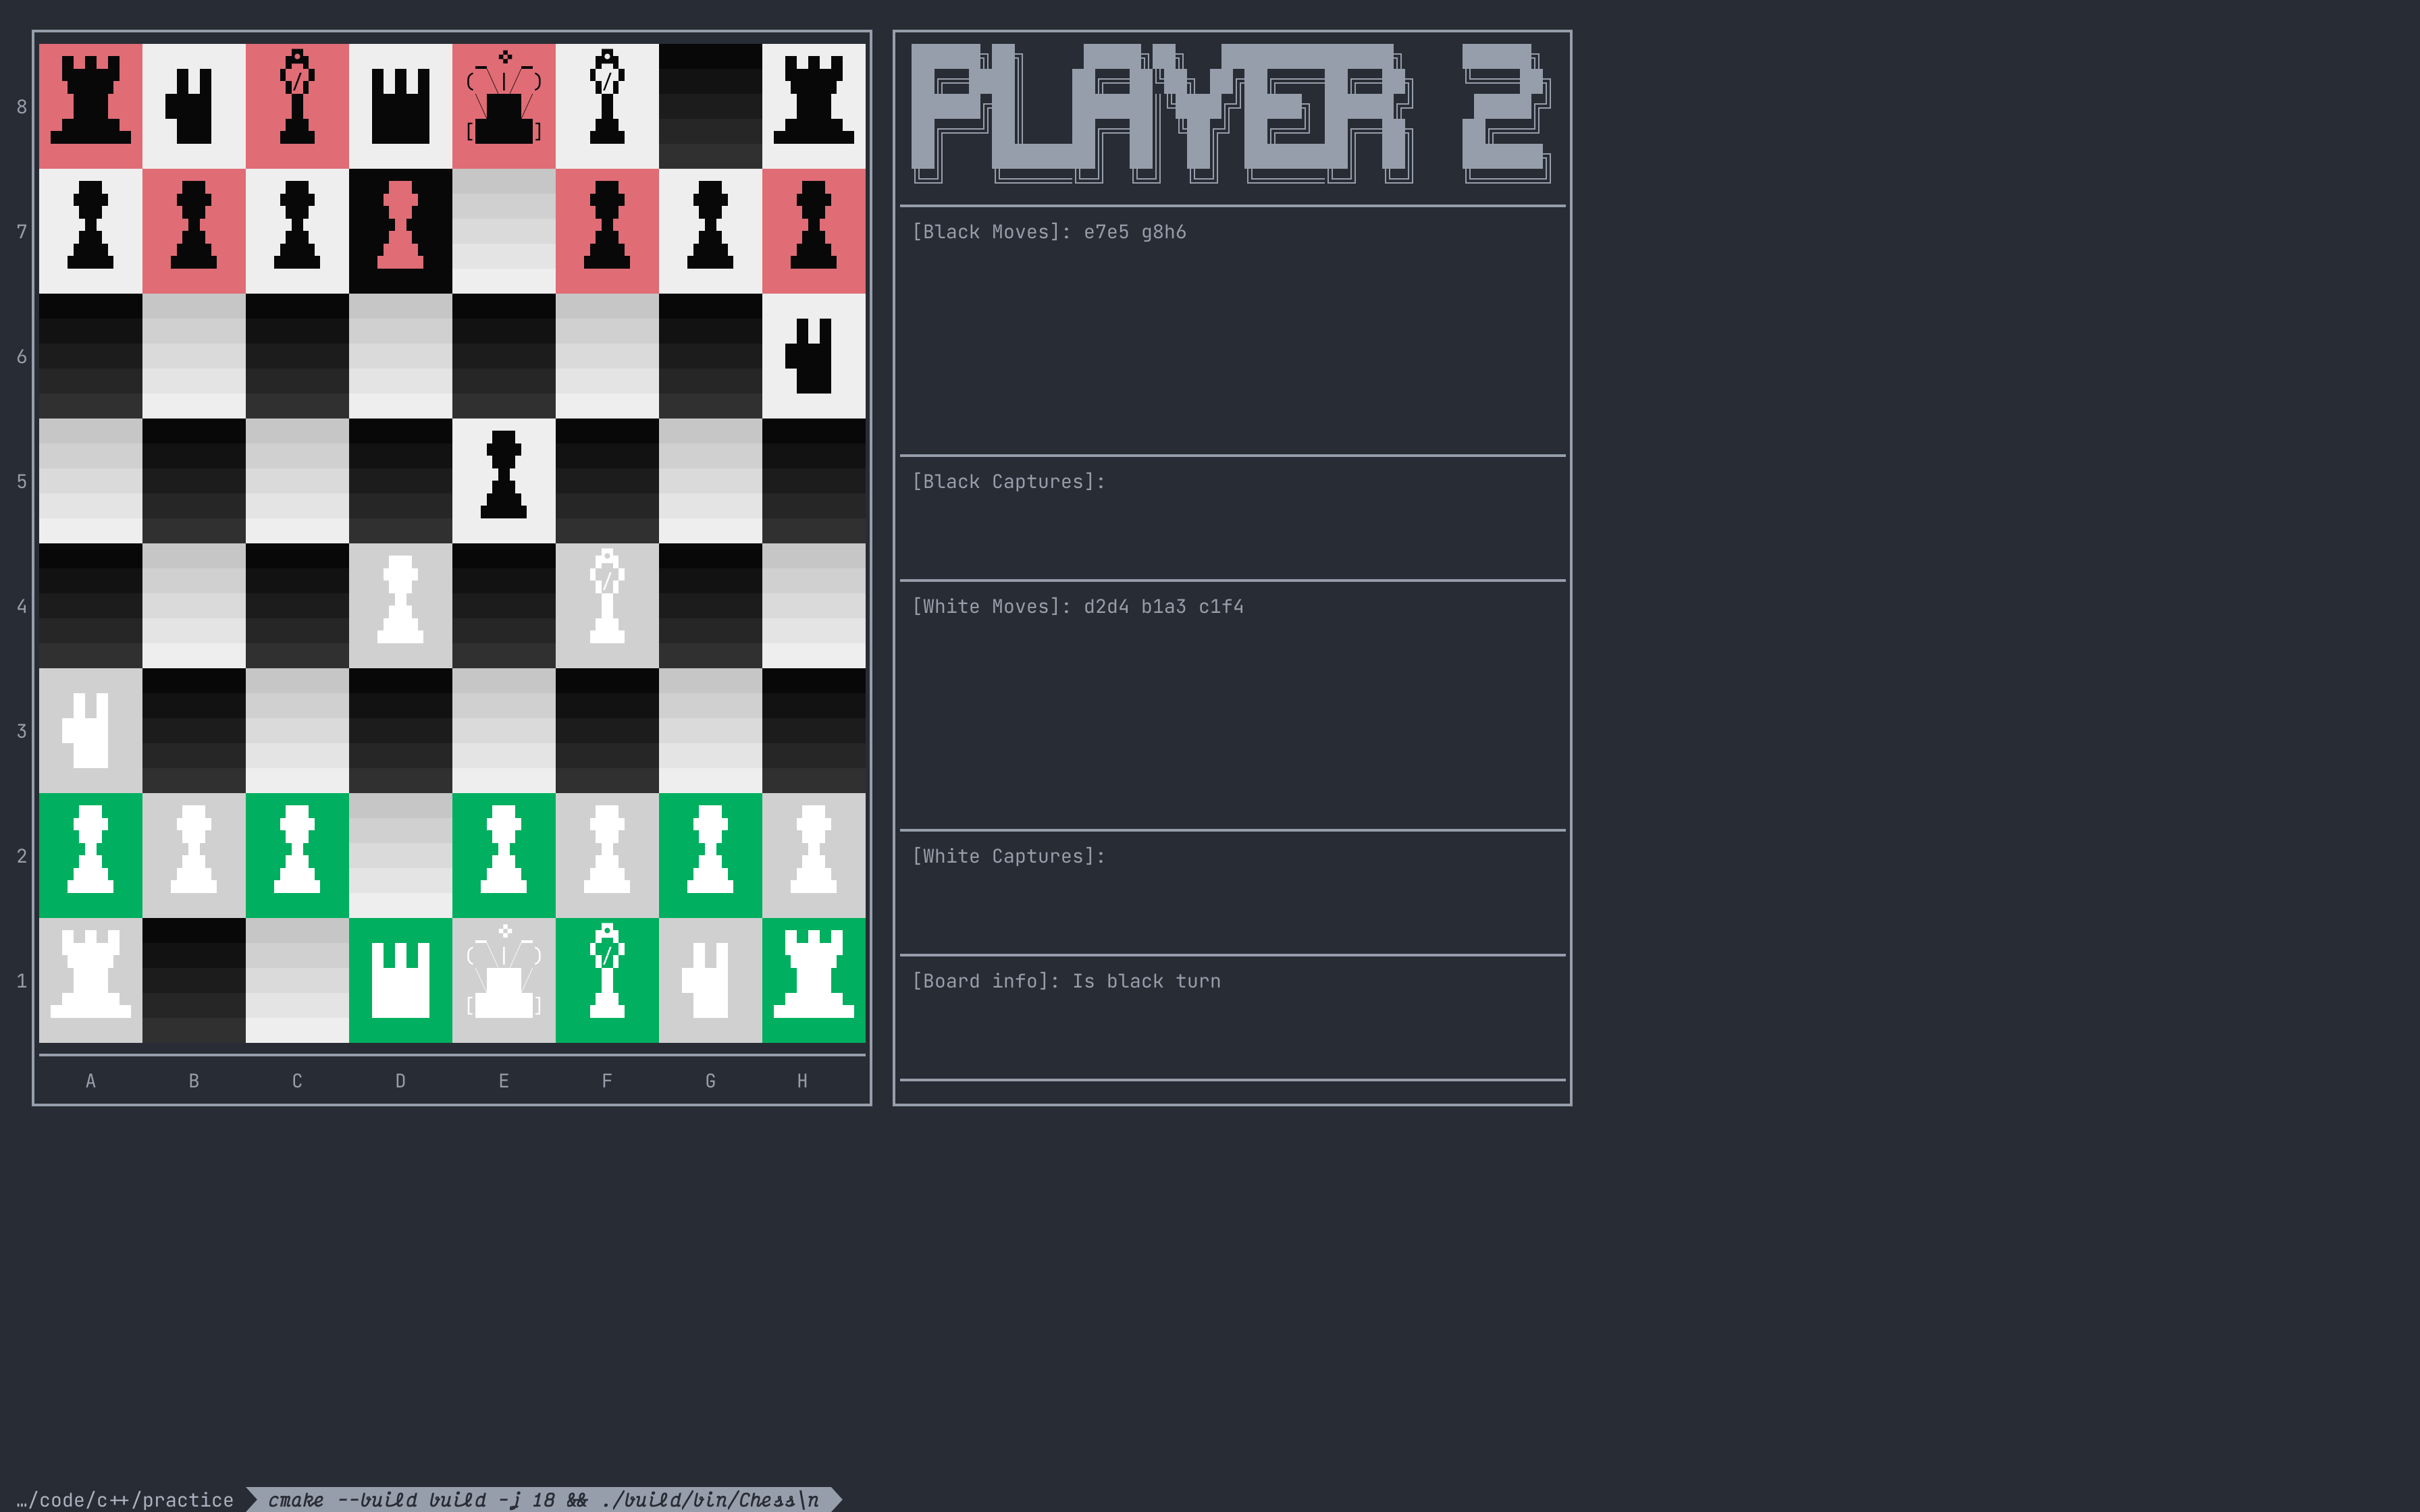 PLAYER 2
8
[Black Moves]: e7e5 g8h6
7
6
[Black Captures]:
5
[White Moves]: d2d4 b1a3 c1f4
4
3
[White Captures]:
2
[Board info]: Is black turn
1
A B C D E F G H
…/code/c++/practice cmake --build build -j 18 && ./build/bin/Chess\n